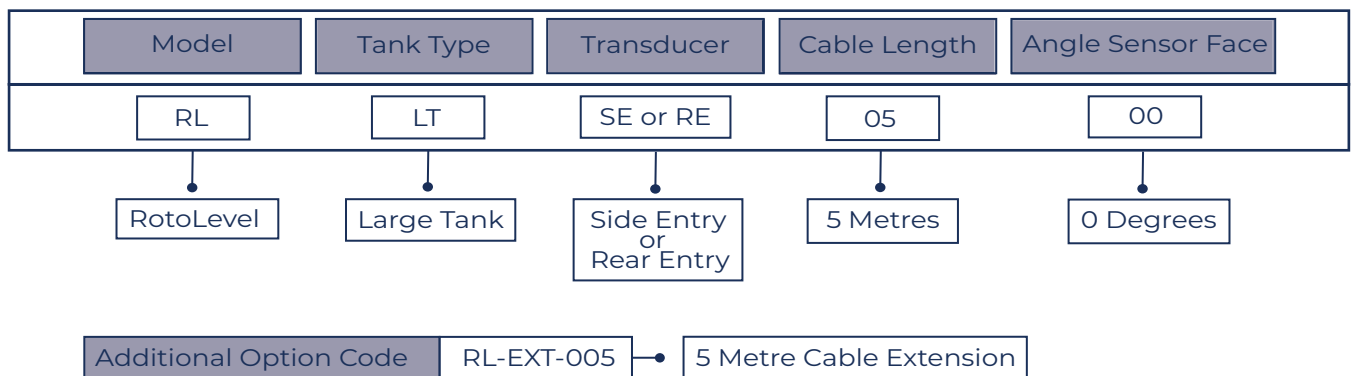 Model Tank Type Transducer Cable Length Angle Sensor Face
RL LT SE or RE 05 00
RotoLevel Large Tank Side Entry 5 Metres 0 Degrees
or
Rear Entry
Additional Option Code RL-EXT-005 5 Metre Cable Extension